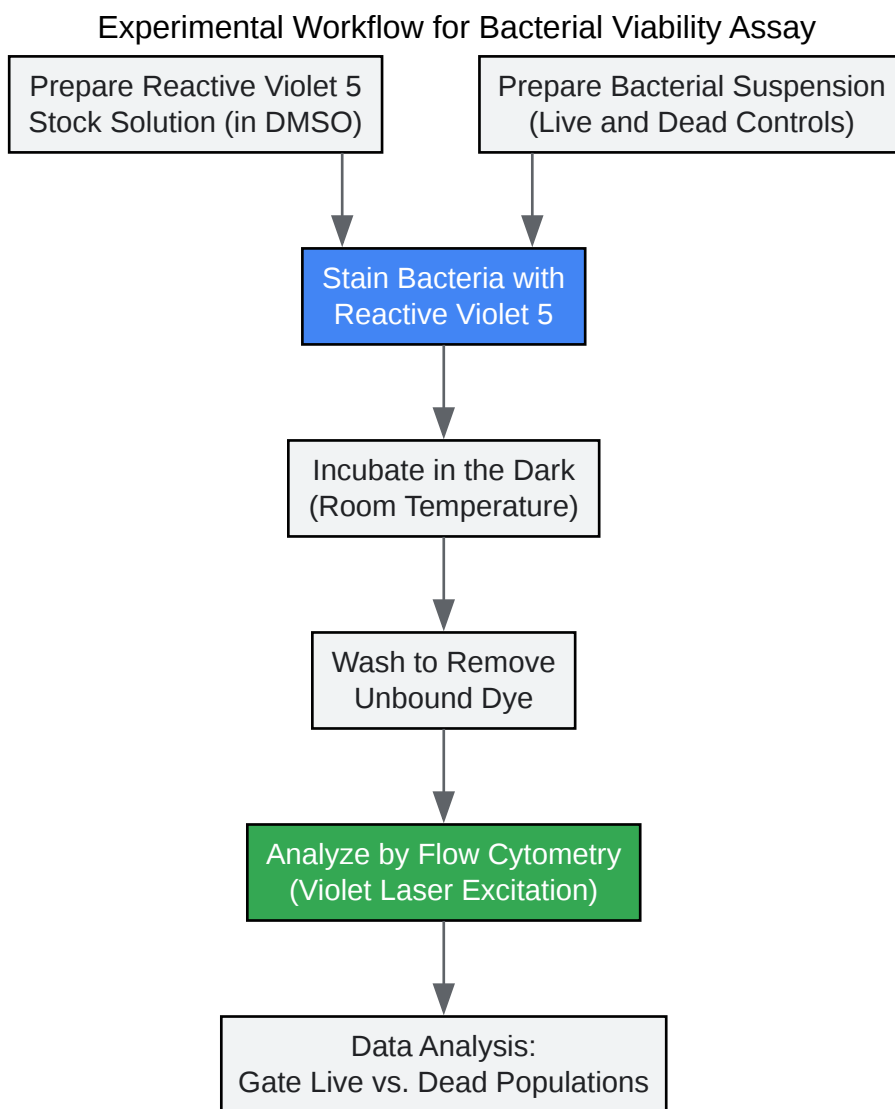 Experimental Workflow for Bacterial Viability Assay
Prepare Reactive Violet 5
Stock Solution (in DMSO)
Prepare Bacterial Suspension
(Live and Dead Controls)
Stain Bacteria with
Reactive Violet 5
Incubate in the Dark
(Room Temperature)
Wash to Remove
Unbound Dye
Analyze by Flow Cytometry
(Violet Laser Excitation)
Data Analysis:
Gate Live vs. Dead Populations